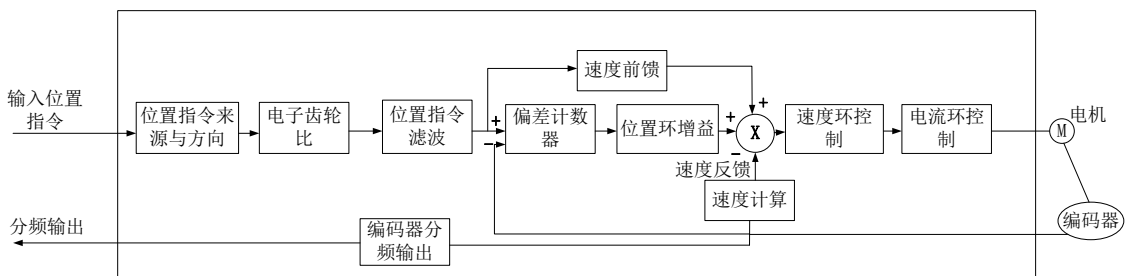 输入位置
指令
位置指令来
源与方向
电子齿轮
比
位置指令
滤波
+
−
偏差计数
器
位置环增益
速度前馈
+
+
X
−
速度反馈
速度计算
速度环控
制
电流环控
制
M
电机
编码器
编码器分
频输出
分频输出